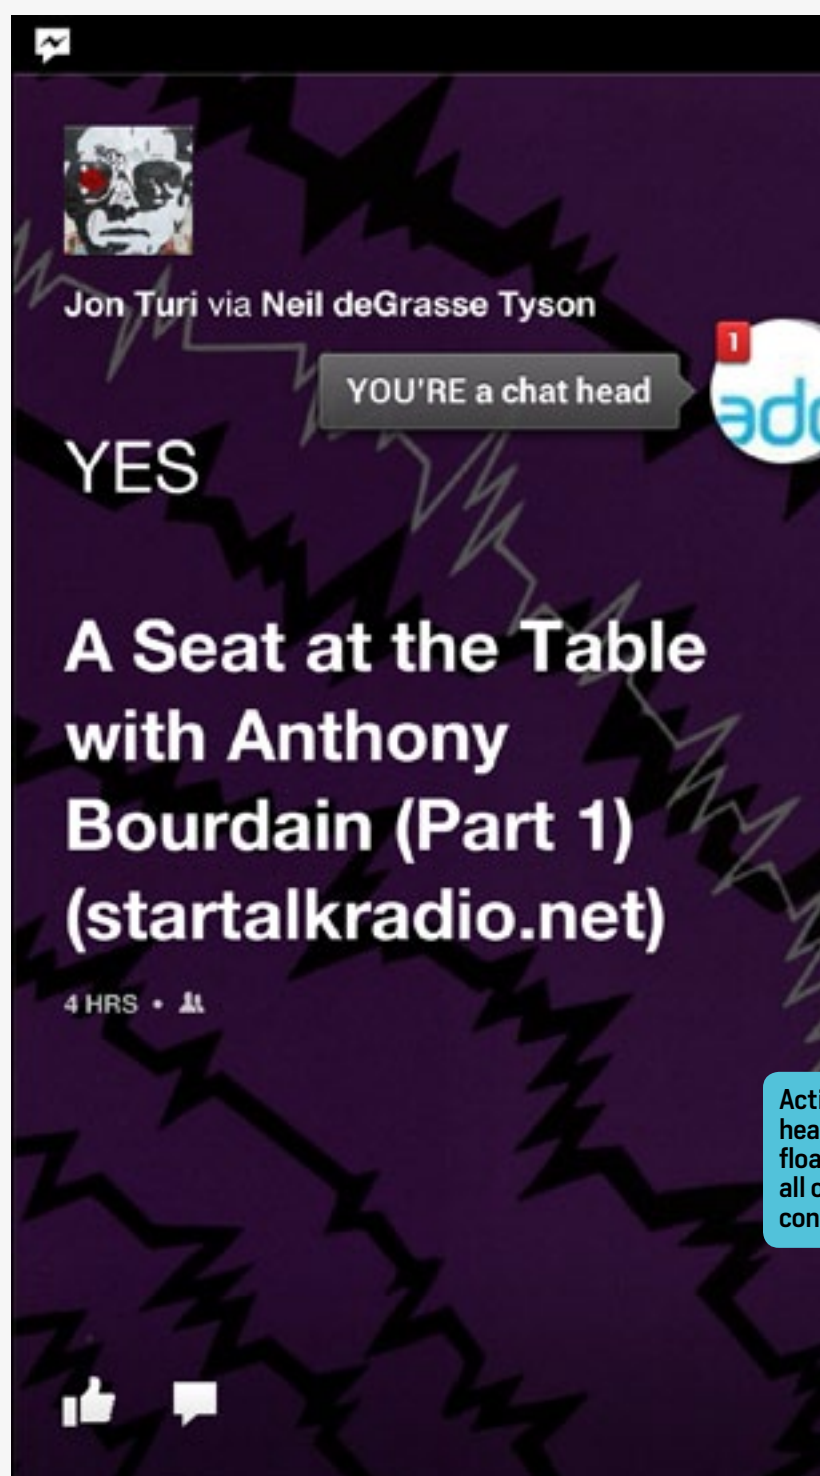 Jon Turi via Neil deGrasse Tyson
1
YOU'RE a chat head
YES
A Seat at the Table
with Anthony
Bourdain (Part 1)
(startalkradio.net)
4 HRS •